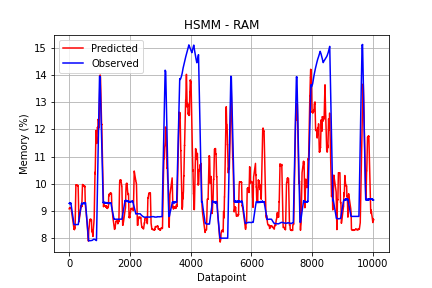 HSMM - RAM
Predicted
Observed
Memory (%)
15
14
13
12
11
10
9
8
0
2000
4000
6000
8000
10000
Datapoint